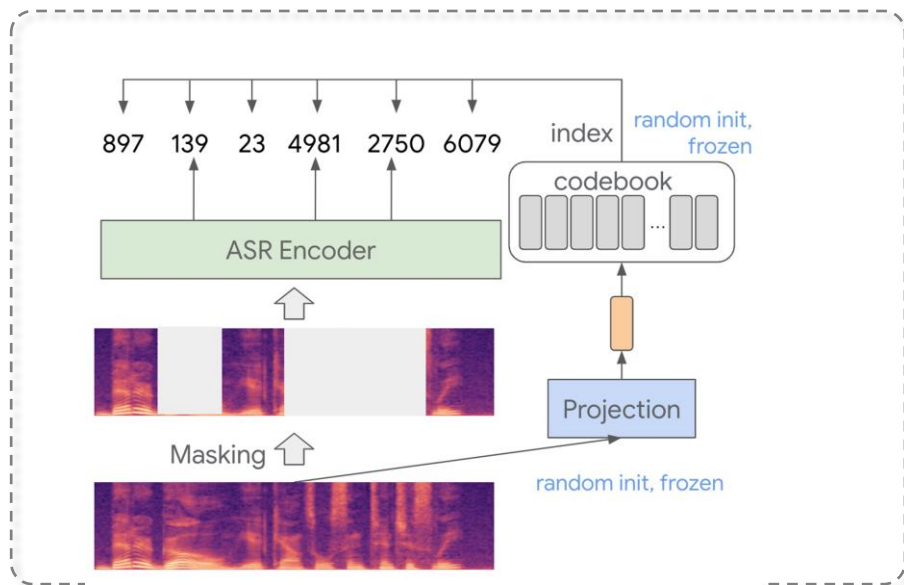 897 139 23 4981 2750 6079
index
random init,
frozen
codebook
...
ASR Encoder
Projection
Masking
random init, frozen